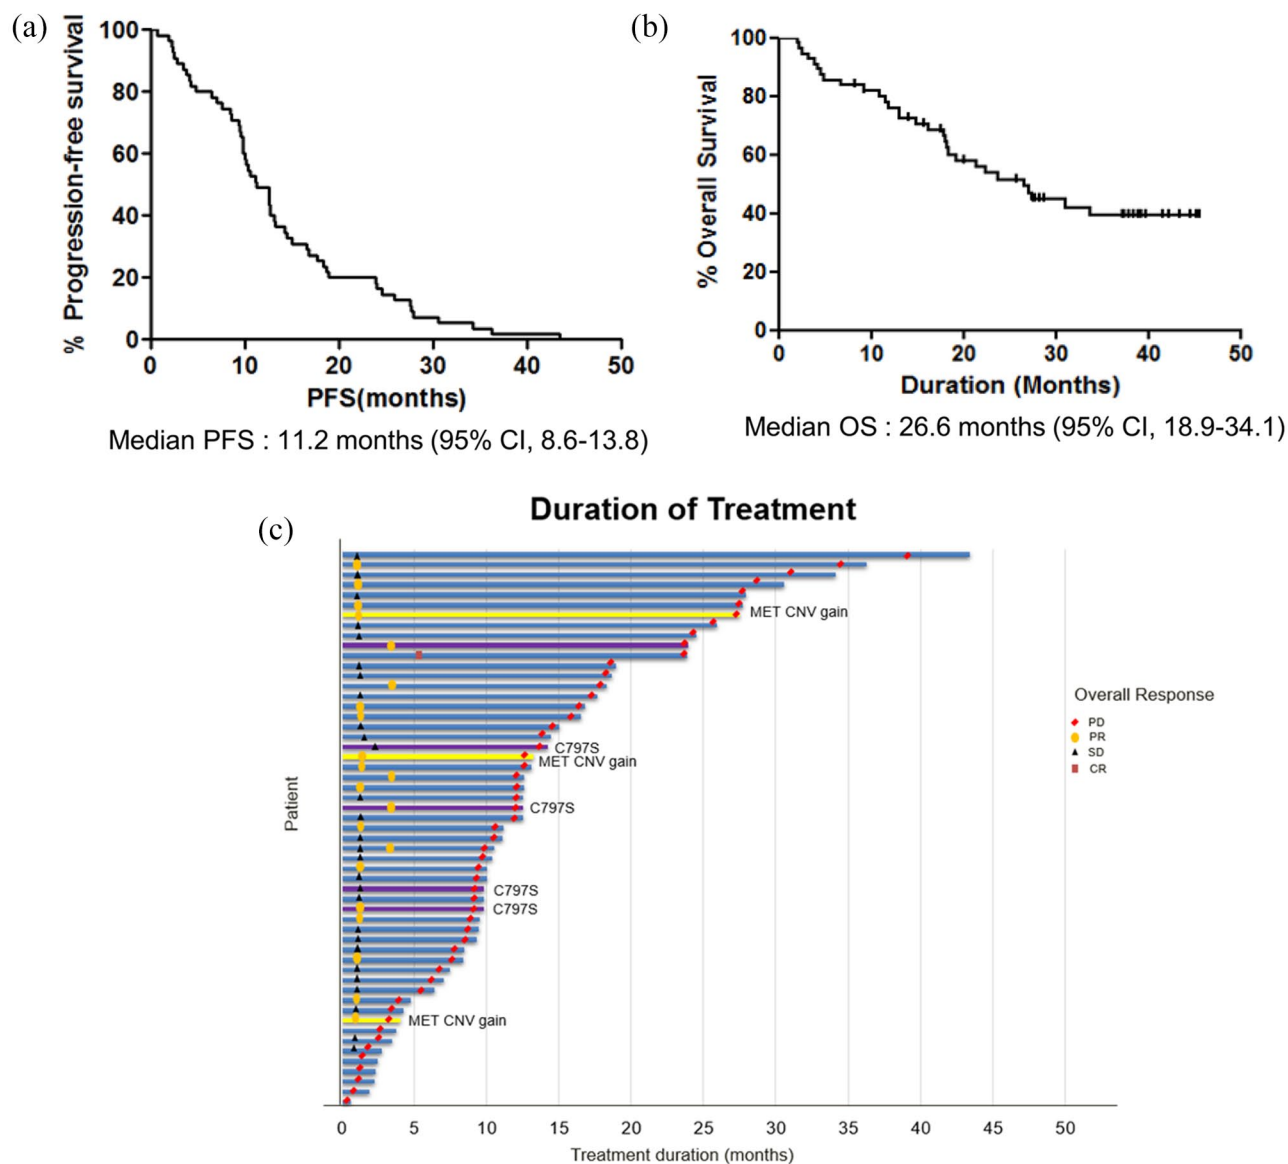 (a)
% Progression-free survival
100
80
60
40
20
0
0 10 20 30 40 50
PFS(months)
Median PFS : 11.2 months (95% CI, 8.6-13.8)
(b)
% Overall Survival
100
80
60
40
20
0
0 10 20 30 40 50
Duration (Months)
Median OS : 26.6 months (95% CI, 18.9-34.1)
(c)
Duration of Treatment
Patient
MET CNV gain
C797S
MET CNV gain
C797S
C797S
C797S
MET CNV gain
Overall Response
PD
PR
SD
CR
0 5 10 15 20 25 30 35 40 45 50
Treatment duration (months)